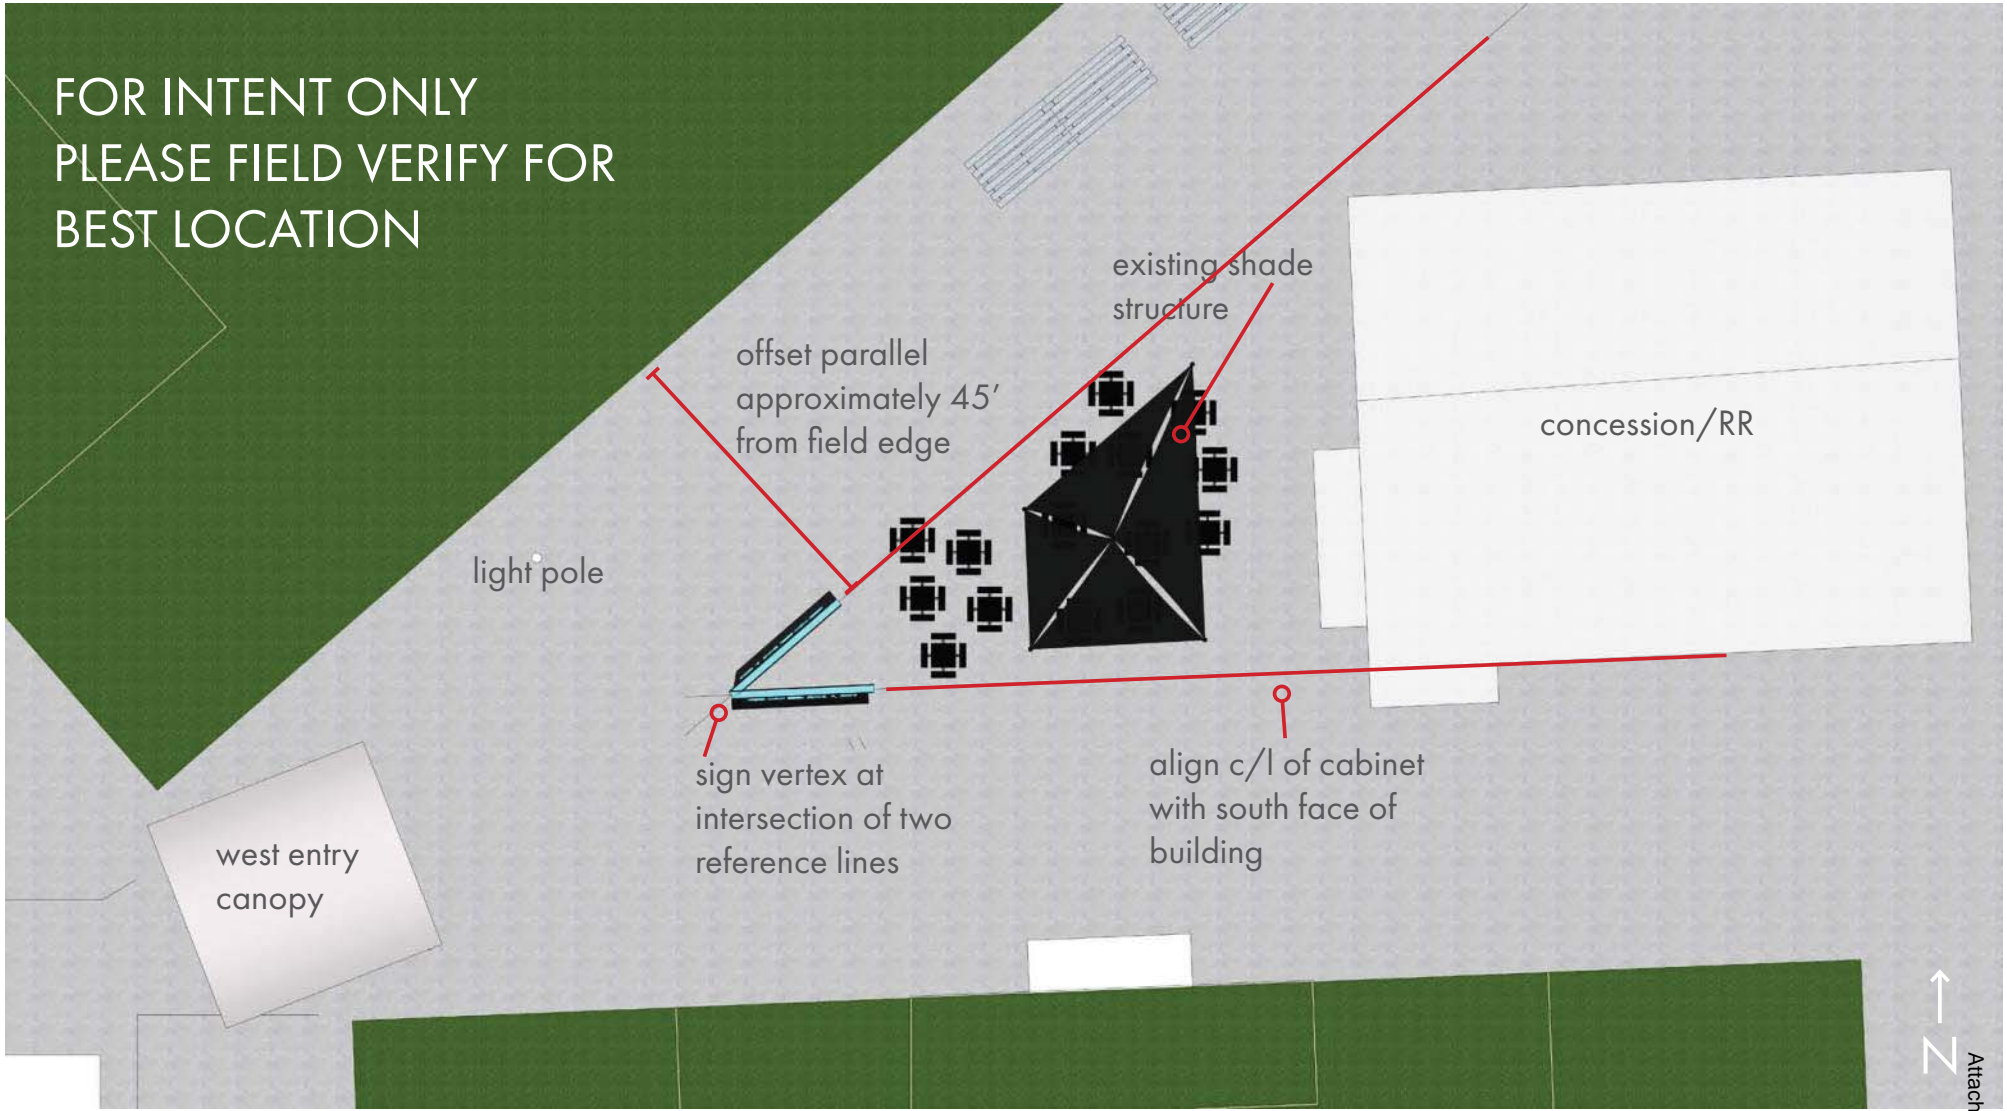 FOR INTENT ONLY
PLEASE FIELD VERIFY FOR
BEST LOCATION
existing shade
structure
offset parallel
approximately 45’
from field edge
concession/RR
light pole
sign vertex at
intersection of two
reference lines
align c/l of cabinet
with south face of
building
west entry
canopy
N
Attach